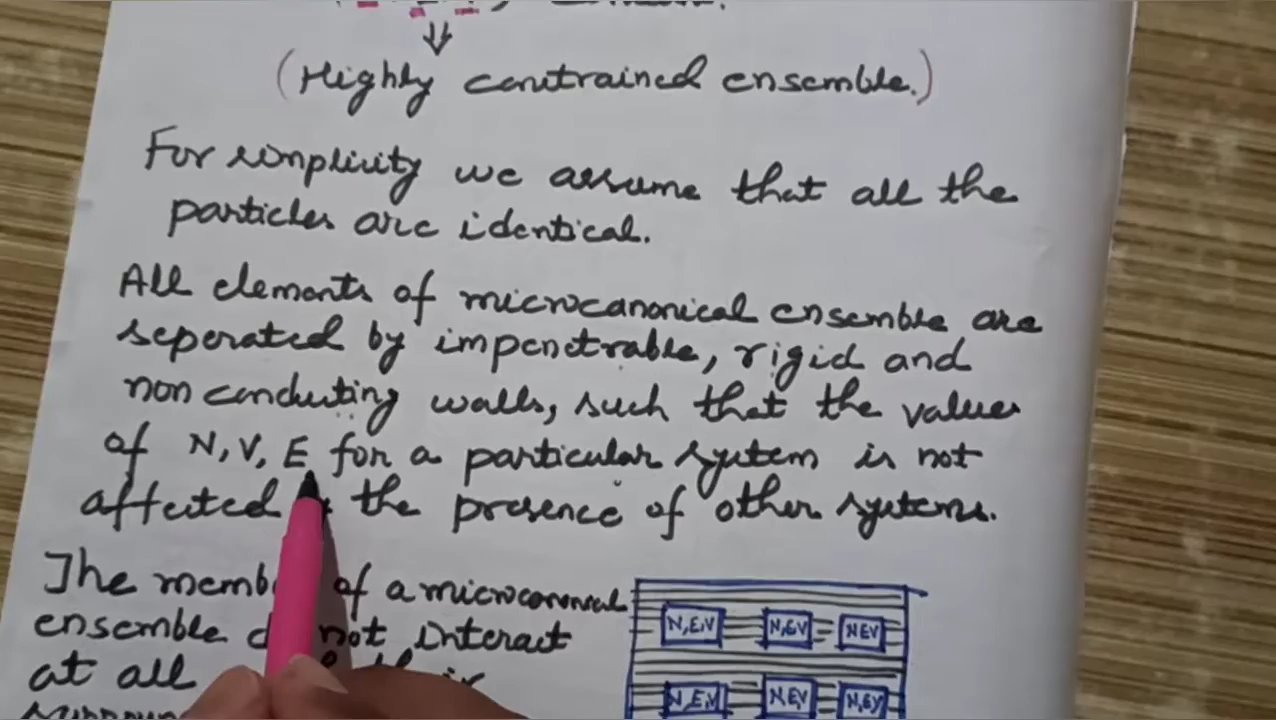 (Highly contrained ensemble.)
For simplicity we assume that all the
particles are identical.
All elements of microcanonical ensemble are
seperated by impenetrable, rigid and
non conducting walls, such that the values
of N, V, E for a particular system is not
affected the presence of other systems.
The of a microcanonical
ensemble not interact
at all
N,E,V N,E,V NEV
N,E,V N,E,V N,E,V